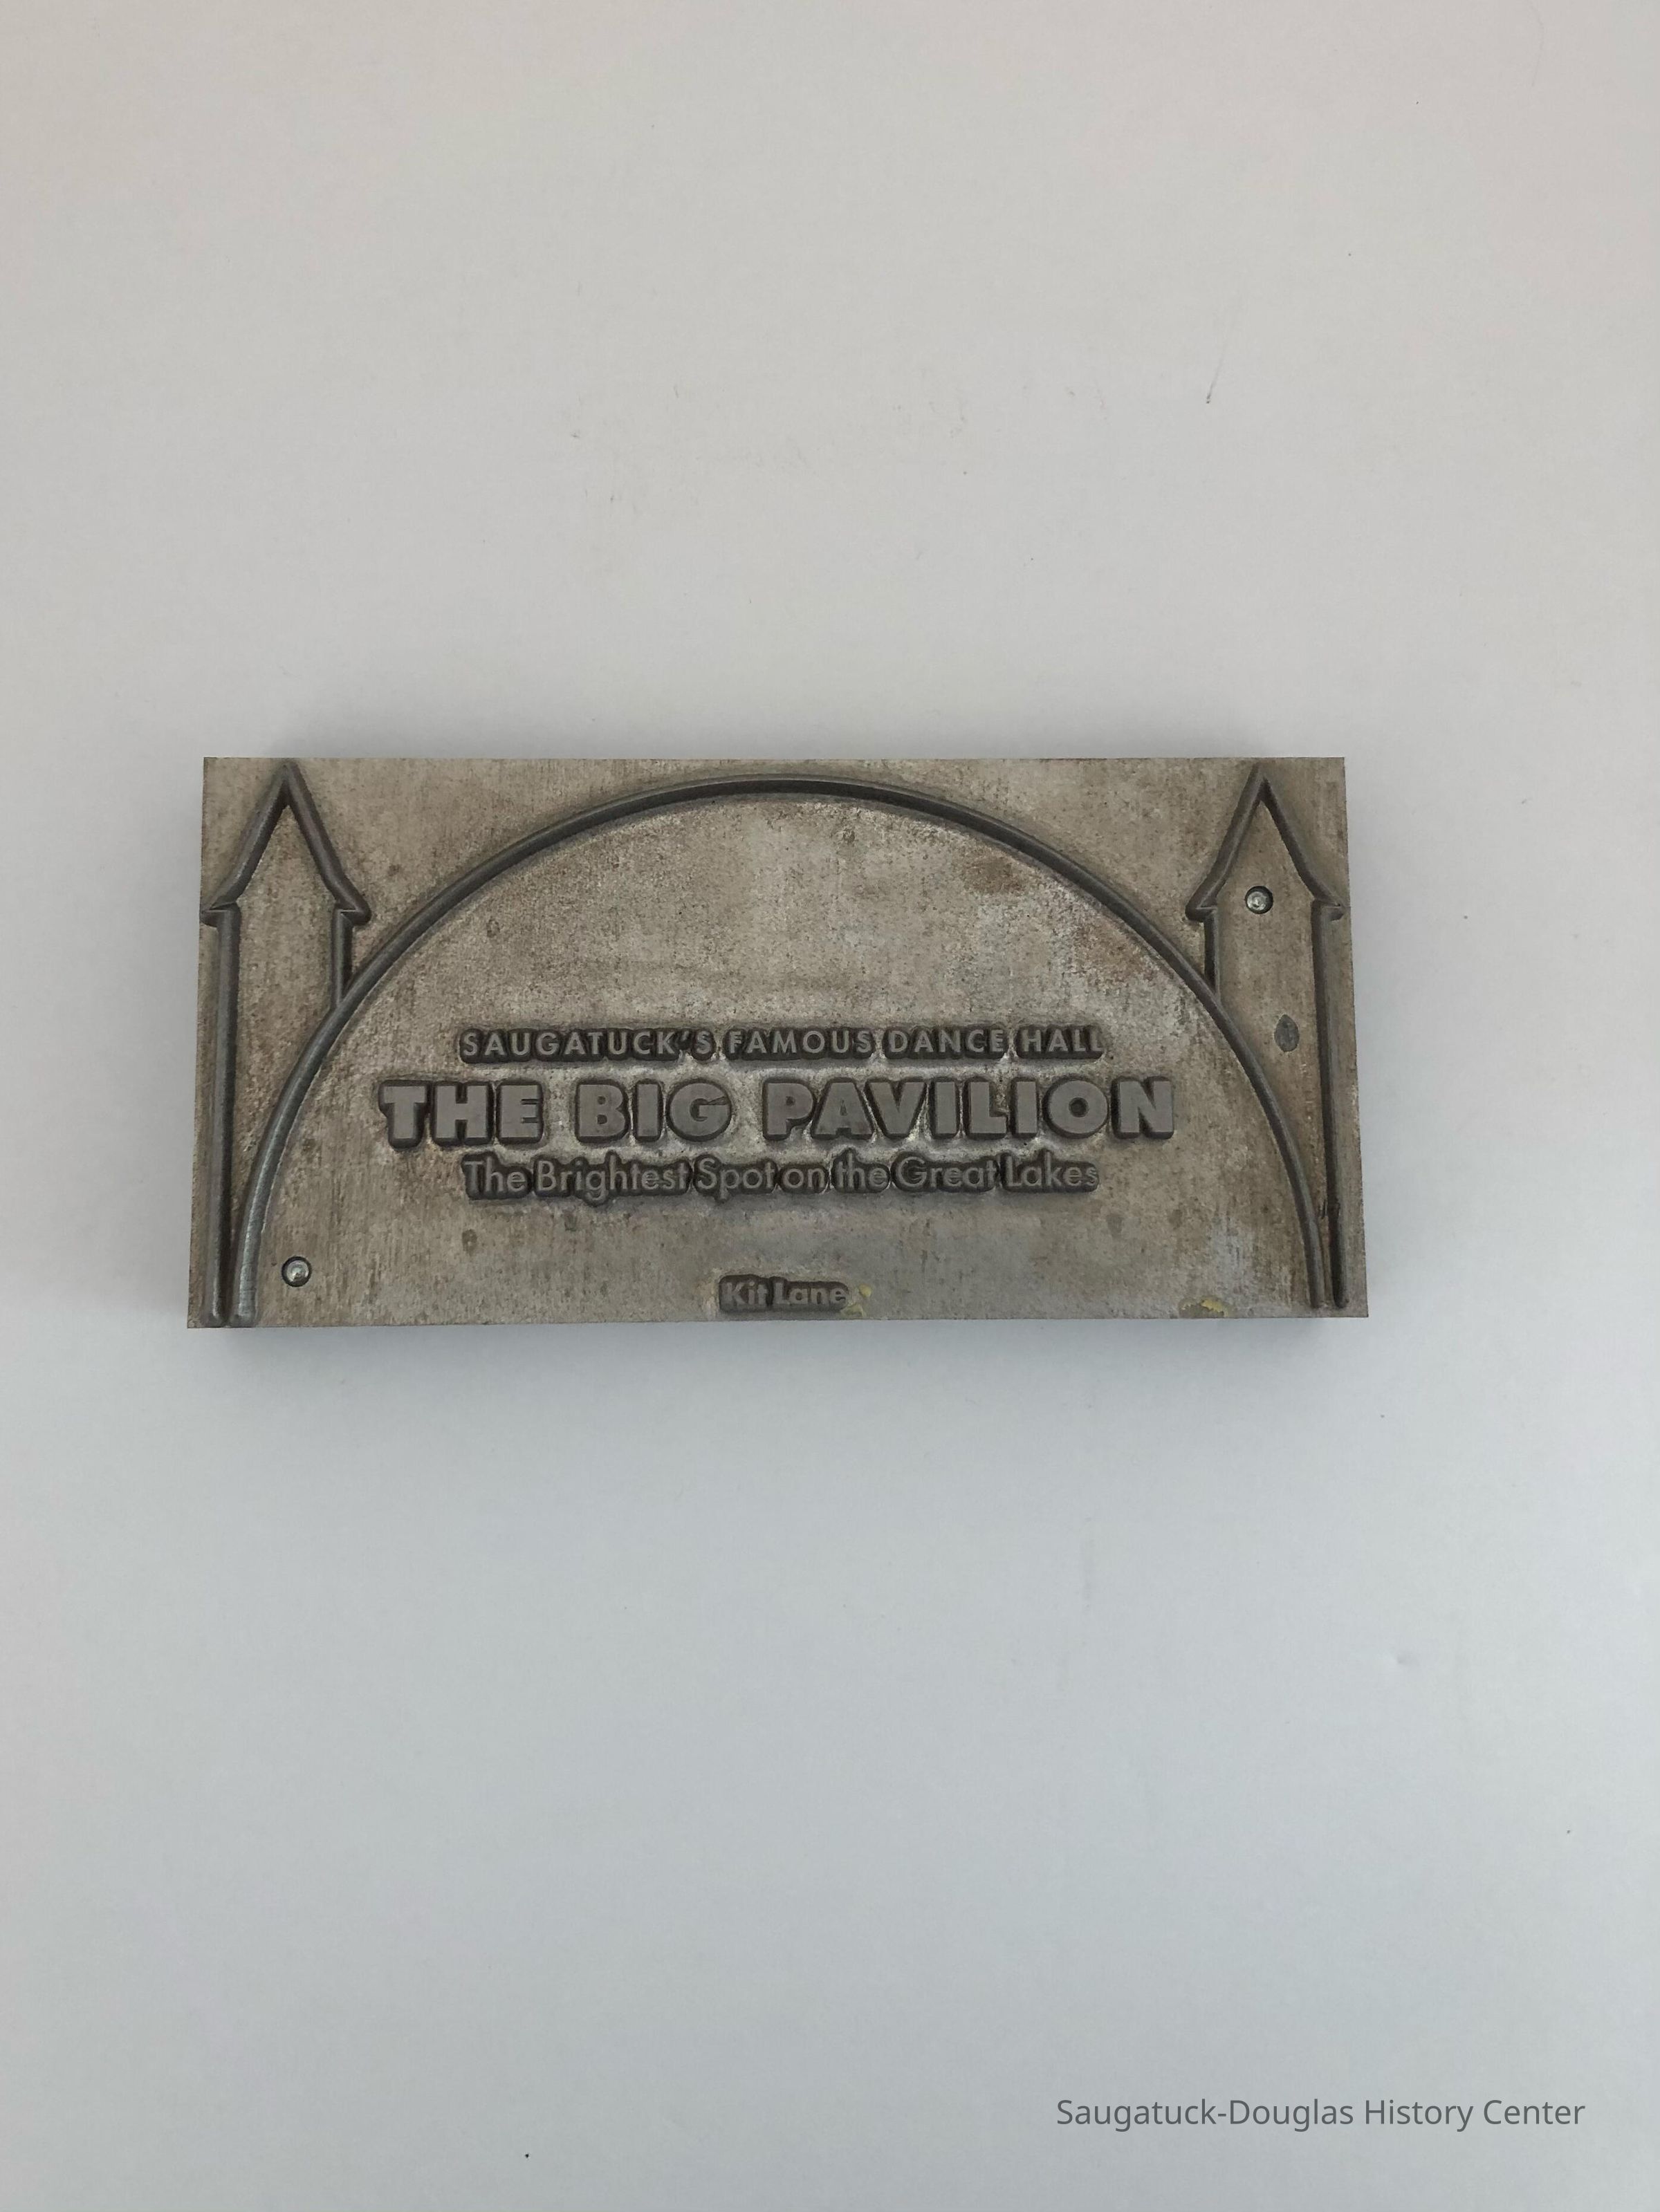 SAUGATUCK'S FAMOUS DANCE HALL
THE BIG PAVILION
The Brightest Spot on the Great Lakes
Kit Lane
Saugatuck-Douglas History Center